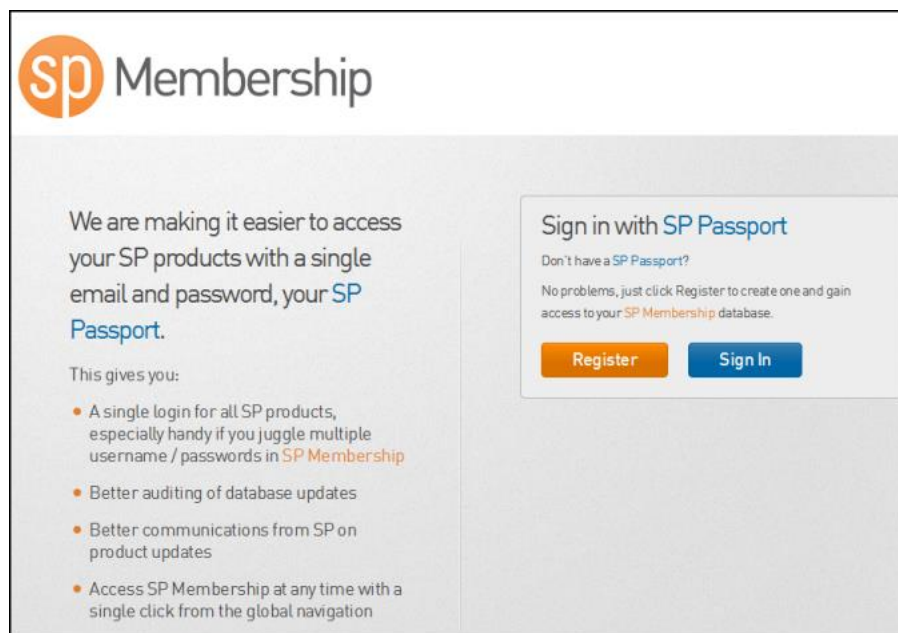 sp Membership
We are making it easier to access
your SP products with a single
email and password, your SP
Passport.
This gives you:
• A single login for all SP products,
especially handy if you juggle multiple
username / passwords in SP Membership
• Better auditing of database updates
• Better communications from SP on
product updates
• Access SP Membership at any time with a
single click from the global navigation
Sign in with SP Passport
Don't have a SP Passport?
No problems, just click Register to create one and gain
access to your SP Membership database.
Register
Sign In